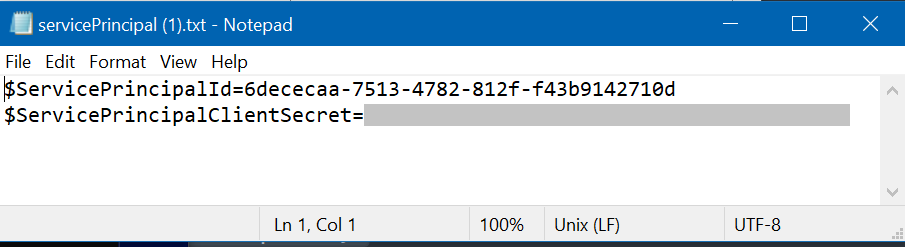 servicePrincipal (1).txt - Notepad
File Edit Format View Help
$ServicePrincipalId=6dececaa-7513-4782-812f-f43b9142710d
$ServicePrincipalClientSecret=
Ln 1, Col 1 100% Unix (LF) UTF-8